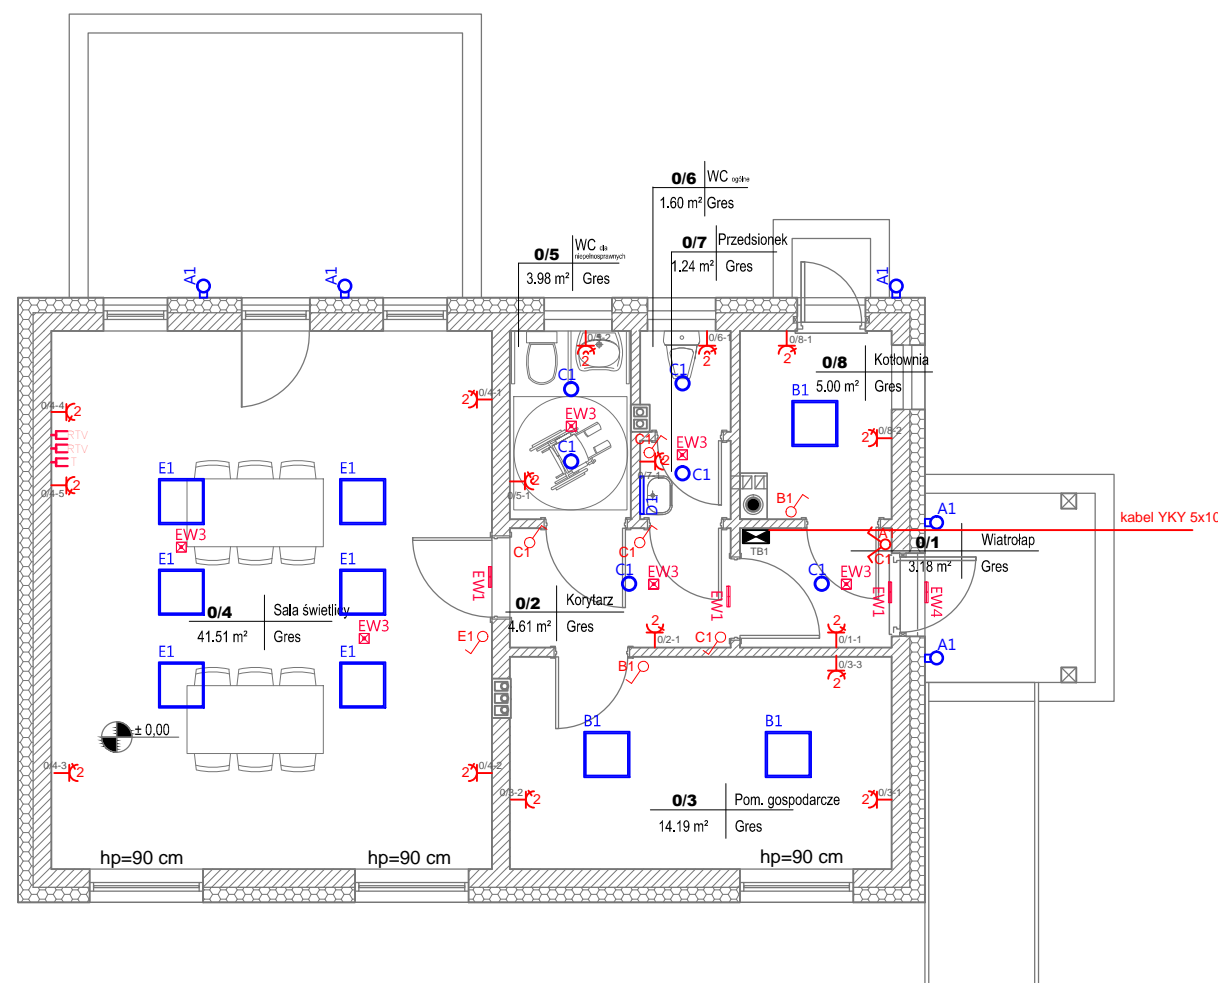 0/6 WC ogólne
1.60 m² Gres
0/5 WC dla niepełnosprawnych
3.98 m² Gres
0/7 Przedsionek
1.24 m² Gres
A1
A1
A1
0/5-2
2
0/6-1
2
0/8-1
2
0/8 Kotłownia
5.00 m² Gres
C1
C1
B1
0/4-4
2
2
0/4-1
EW3
C1
EW3
2
0/8-2
RTV
RTV
C1
2
0/7-1
C1
E1
E1
2
0/4-5
0/5-1
2
D1
B1
A1
kabel YKY 5x10
EW3
C1
C1
TB1
C1
0/1 Wiatrołap
3.18 m² Gres
E1
E1
EW1
C1
EW3
EW1
EW3
EW1
EW4
0/4 Sala świetlicy
41.51 m² Gres
0/2 Korytarz
4.61 m² Gres
EW3
E1
2
0/2-1
C1
2
0/1-1
A1
E1
E1
B1
0/3-3
2
± 0,00
B1
B1
0/4-3
2
2
0/4-2
0/3-2
2
0/3 Pom. gospodarcze
14.19 m² Gres
2
0/3-1
hp=90 cm
hp=90 cm
hp=90 cm